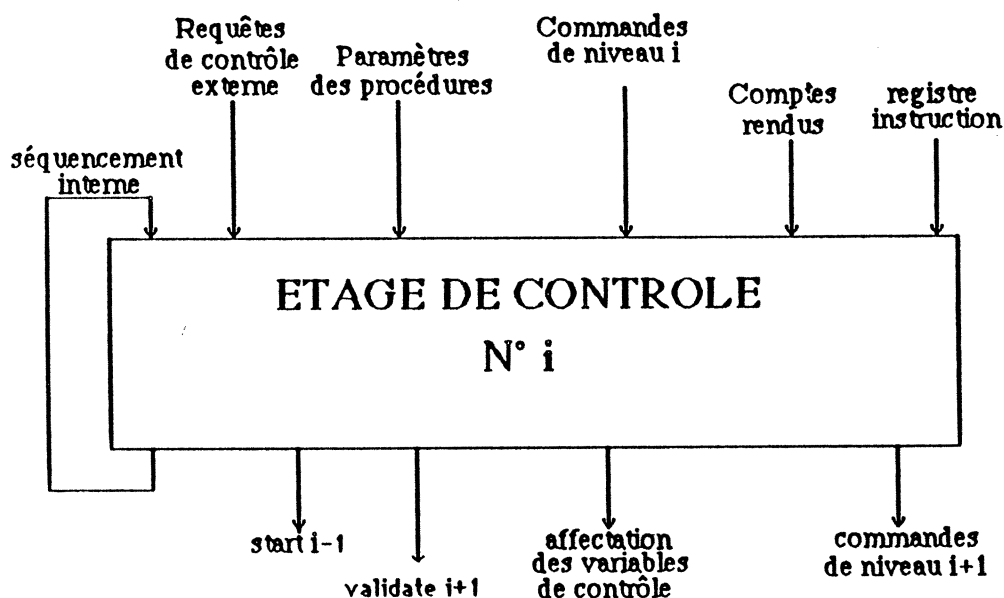 Requêtes
de contrôle
externe
Paramètres
des procédures
Commandes
de niveau i
Comptes
rendus
registre
instruction
séquencement
interne
ETAGE DE CONTROLE
N° i
start i-1
validate i+1
affectation
des variables
de contrôle
commandes
de niveau i+1